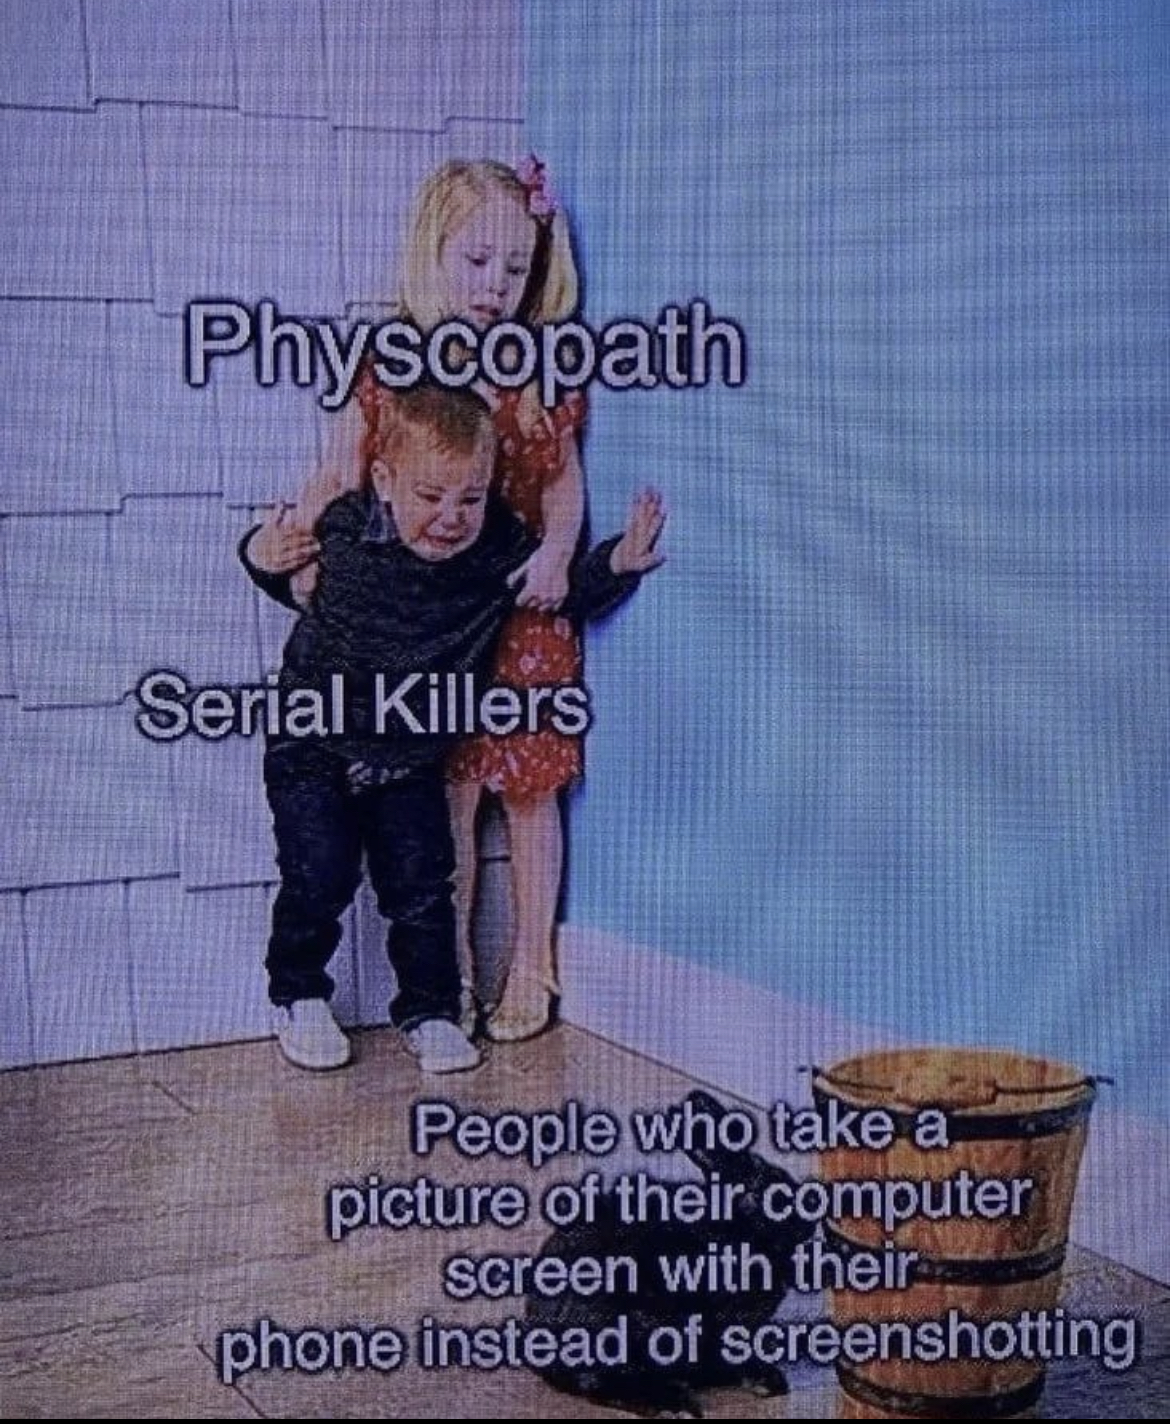 Physcopath
Serial Killers
People who take a
picture of their computer
screen with their
phone instead of screenshotting